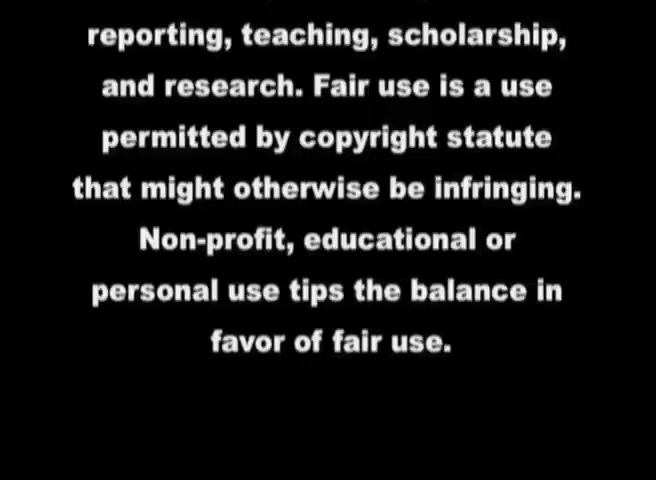 reporting, teaching, scholarship,
and research. Fair use is a use
permitted by copyright statute
that might otherwise be infringing.
Non-profit, educational or
personal use tips the balance in
favor of fair use.